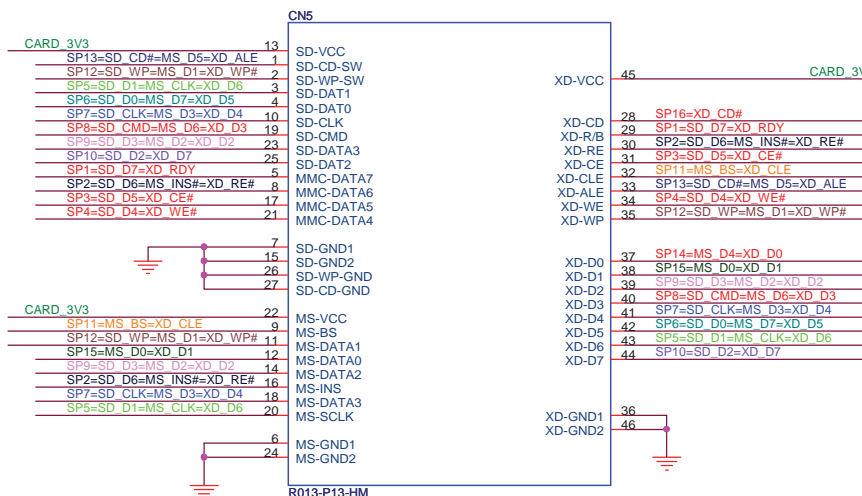 CN5
CARD_3V3 13 SD-VCC
SP13=SD_CD#=MS_D5=XD_ALE 1 SD-CD-SW
SP12=SD_WP=MS_D1=XD_WP# 2 SD-WP-SW
SP5=SD_D1=MS_CLK=XD_D6 3 SD-DAT1
SP6=SD_D0=MS_D7=XD_D5 4 SD-DAT0
SP7=SD_CLK=MS_D3=XD_D4 10 SD-CLK
SP8=SD_CMD=MS_D6=XD_D3 19 SD-CMD
SP9=SD_D3=MS_D2=XD_D2 23 SD-DATA3
SP10=SD_D2=XD_D7 25 SD-DAT2
SP1=SD_D7=XD_RDY 5 MMC-DATA7
SP2=SD_D6=MS_INS#=XD_RE# 8 MMC-DATA6
SP3=SD_D5=XD_CE# 17 MMC-DATA5
SP4=SD_D4=XD_WE# 21 MMC-DATA4
7 SD-GND1
15 SD-GND2
26 SD-WP-GND
27 SD-CD-GND
CARD_3V3 22 MS-VCC
SP11=MS_BS=XD_CLE 9 MS-BS
SP12=SD_WP=MS_D1=XD_WP# 11 MS-DATA1
SP15=MS_D0=XD_D1 12 MS-DATA0
SP9=SD_D3=MS_D2=XD_D2 14 MS-DATA2
SP2=SD_D6=MS_INS#=XD_RE# 16 MS-INS
SP7=SD_CLK=MS_D3=XD_D4 18 MS-DATA3
SP5=SD_D1=MS_CLK=XD_D6 20 MS-SCLK
6 MS-GND1
24 MS-GND2
XD-VCC 45 CARD_3V
XD-CD 28 SP16=XD_CD#
XD-R/B 29 SP1=SD_D7=XD_RDY
XD-RE 30 SP2=SD_D6=MS_INS#=XD_RE#
XD-CE 31 SP3=SD_D5=XD_CE#
XD-CLE 32 SP11=MS_BS=XD_CLE
XD-ALE 33 SP13=SD_CD#=MS_D5=XD_ALE
XD-WE 34 SP4=SD_D4=XD_WE#
XD-WP 35 SP12=SD_WP=MS_D1=XD_WP#
XD-D0 37 SP14=MS_D4=XD_D0
XD-D1 38 SP15=MS_D0=XD_D1
XD-D2 39 SP9=SD_D3=MS_D2=XD_D2
XD-D3 40 SP8=SD_CMD=MS_D6=XD_D3
XD-D4 41 SP7=SD_CLK=MS_D3=XD_D4
XD-D5 42 SP6=SD_D0=MS_D7=XD_D5
XD-D6 43 SP5=SD_D1=MS_CLK=XD_D6
XD-D7 44 SP10=SD_D2=XD_D7
XD-GND1 36
XD-GND2 46
R013-P13-HM